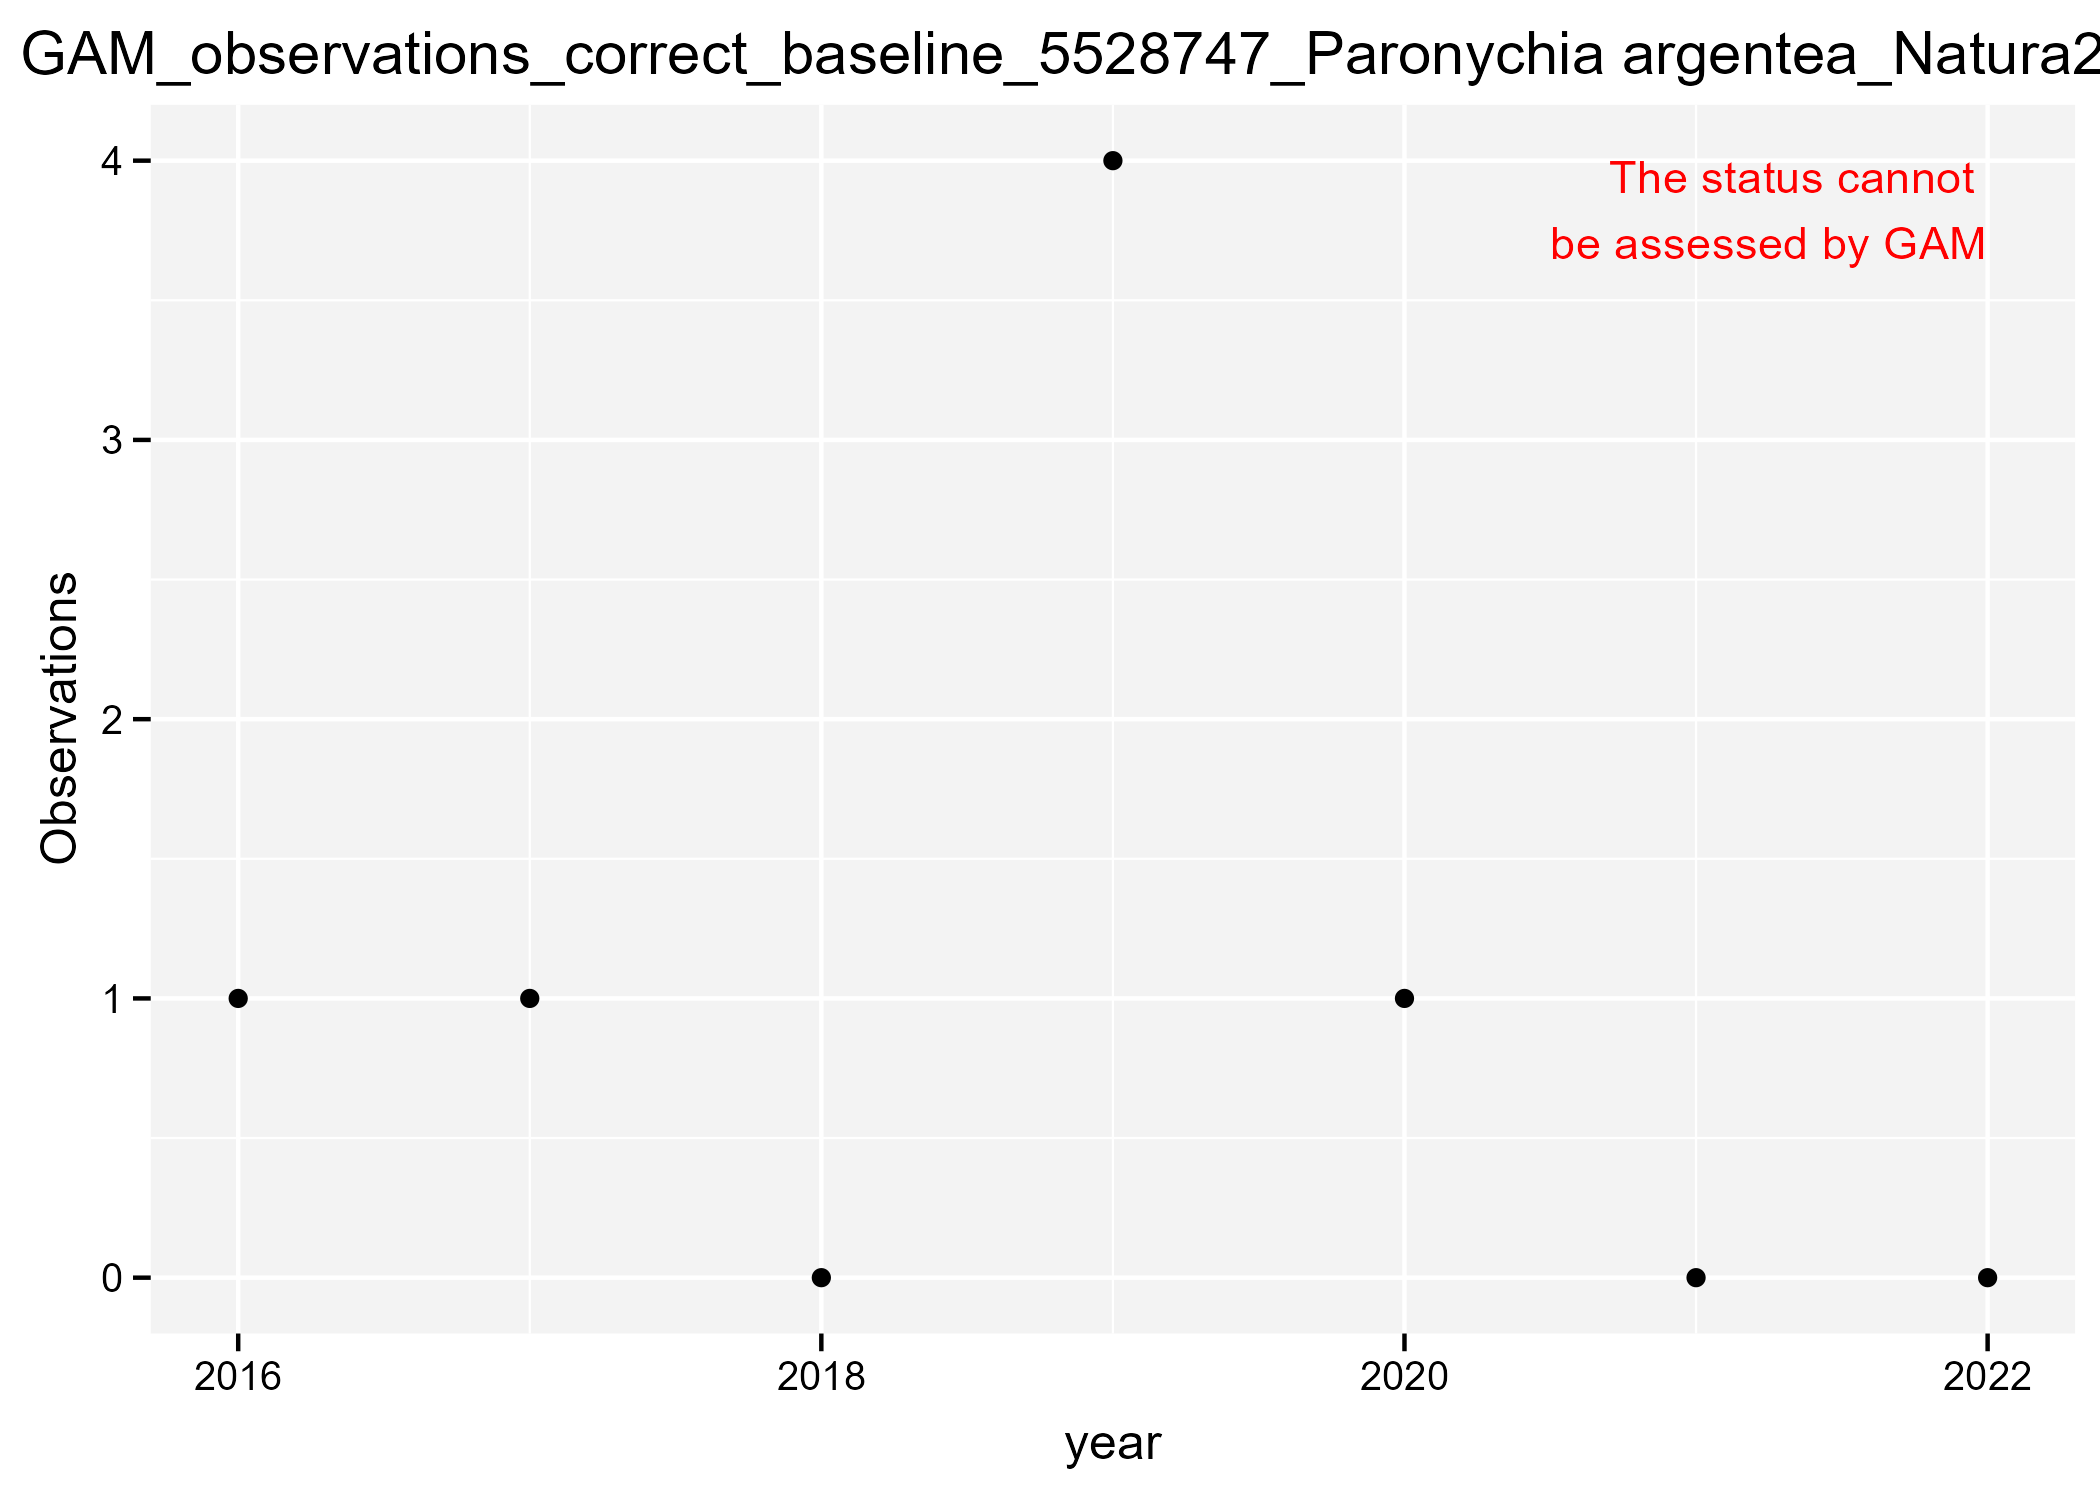 GAM_observations_correct_baseline_5528747_Paronychia argentea_Natura2
4
The status cannot
be assessed by GAM
3
2
Observations
1
0
2016 2018 2020 2022
year